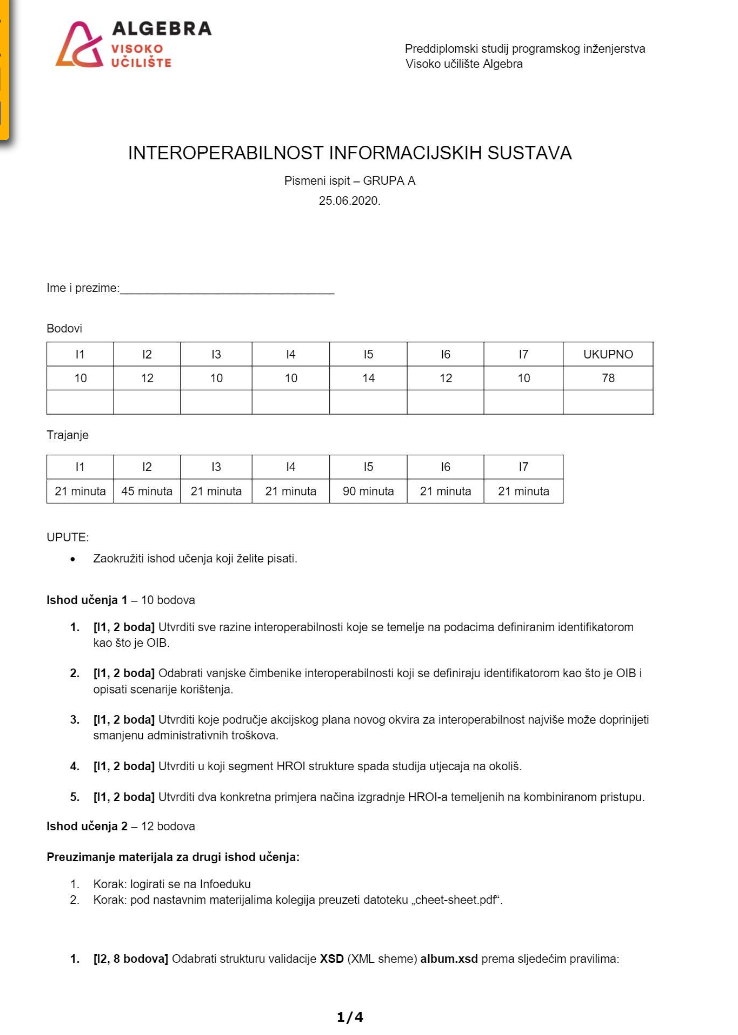 ALGEBRA
VISOKO
UČILIŠTE
Preddiplomski studij programskog inženjerstva
Visoko učilište Algebra
INTEROPERABILNOST INFORMACIJSKIH SUSTAVA
Pismeni ispit – GRUPA A
25.06.2020.
Ime i prezime:_________________________________
Bodovi
I1 I2 I3 I4 I5 I6 I7 UKUPNO
10 12 10 10 14 12 10 78
Trajanje
I1 I2 I3 I4 I5 I6 I7
21 minuta 45 minuta 21 minuta 21 minuta 90 minuta 21 minuta 21 minuta
UPUTE:
• Zaokružiti ishod učenja koji želite pisati.
Ishod učenja 1 – 10 bodova
1. [I1, 2 boda] Utvrditi sve razine interoperabilnosti koje se temelje na podacima definiranim identifikatorom
kao što je OIB.
2. [I1, 2 boda] Odabrati vanjske čimbenike interoperabilnosti koji se definiraju identifikatorom kao što je OIB i
opisati scenarije korištenja.
3. [I1, 2 boda] Utvrditi koje područje akcijskog plana novog okvira za interoperabilnost najviše može doprinijeti
smanjenu administrativnih troškova.
4. [I1, 2 boda] Utvrditi u koji segment HROI strukture spada studija utjecaja na okoliš.
5. [I1, 2 boda] Utvrditi dva konkretna primjera načina izgradnje HROI-a temeljenih na kombiniranom pristupu.
Ishod učenja 2 – 12 bodova
Preuzimanje materijala za drugi ishod učenja:
1. Korak: logirati se na Infoeduku
2. Korak: pod nastavnim materijalima kolegija preuzeti datoteku „cheet-sheet.pdf“.
1. [I2, 8 bodova] Odabrati strukturu validacije XSD (XML sheme) album.xsd prema sljedećim pravilima:
1/4